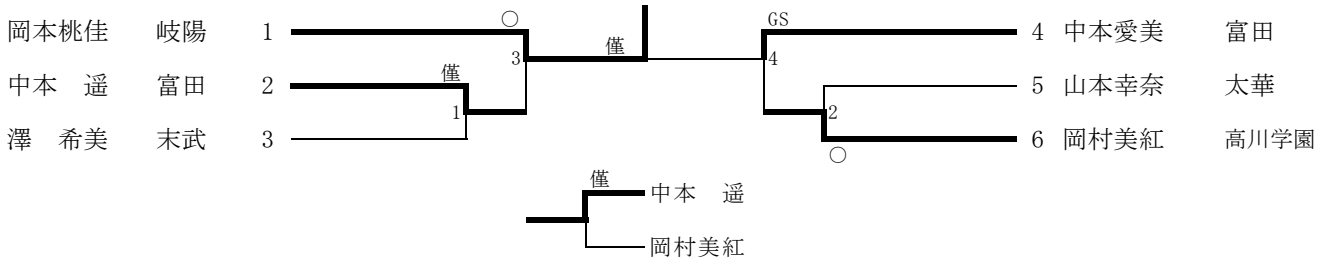 岡本桃佳 岐陽 1 ○ GS 4 中本愛美 富田
3 僅 4
中本 遥 富田 2 僅 5 山本幸奈 太華
1 2
澤 希美 末武 3 ○ 6 岡村美紅 高川学園
僅 中本 遥
岡村美紅